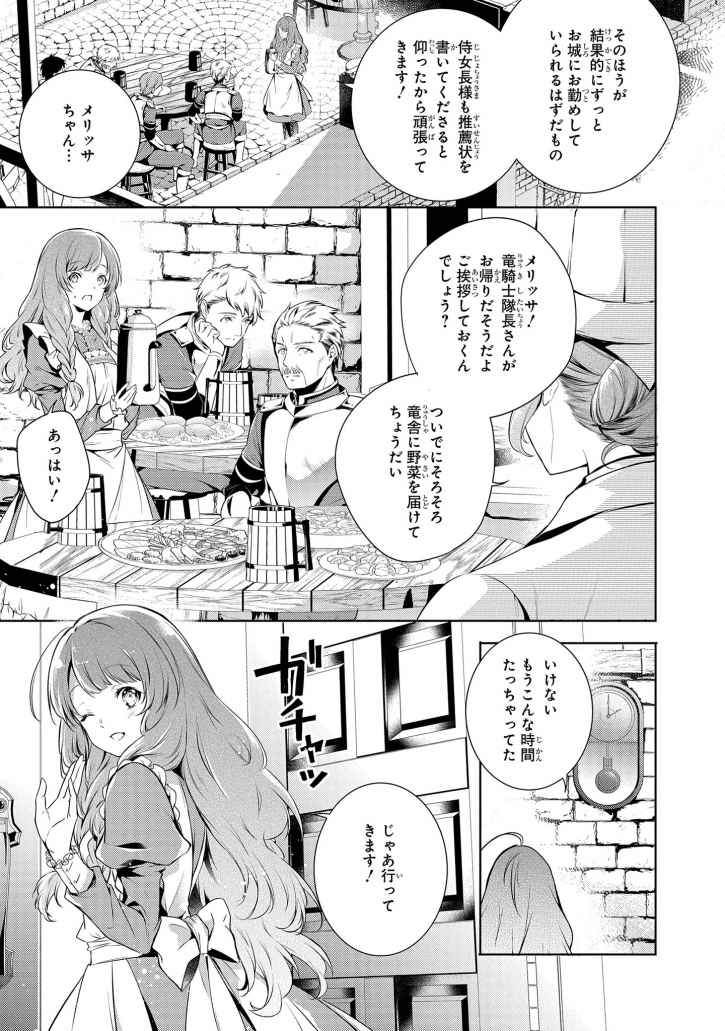 そのほうが
結果的にずっと
お城にお勤めして
いられるはずだもの
侍女長様も推薦状を
書いてくださると
仰ったから頑張って
きます！
メリッサ
ちゃん…
メリッサ！
竜騎士隊長さんが
お帰りだそうだよ
ご挨拶しておくん
でしょう？
ついでにそろそろ
竜舎に野菜を届けて
ちょうだい
あっはい！
いけない
もうこんな時間
たっちゃってた
ガチャッ
じゃあ行って
きます！